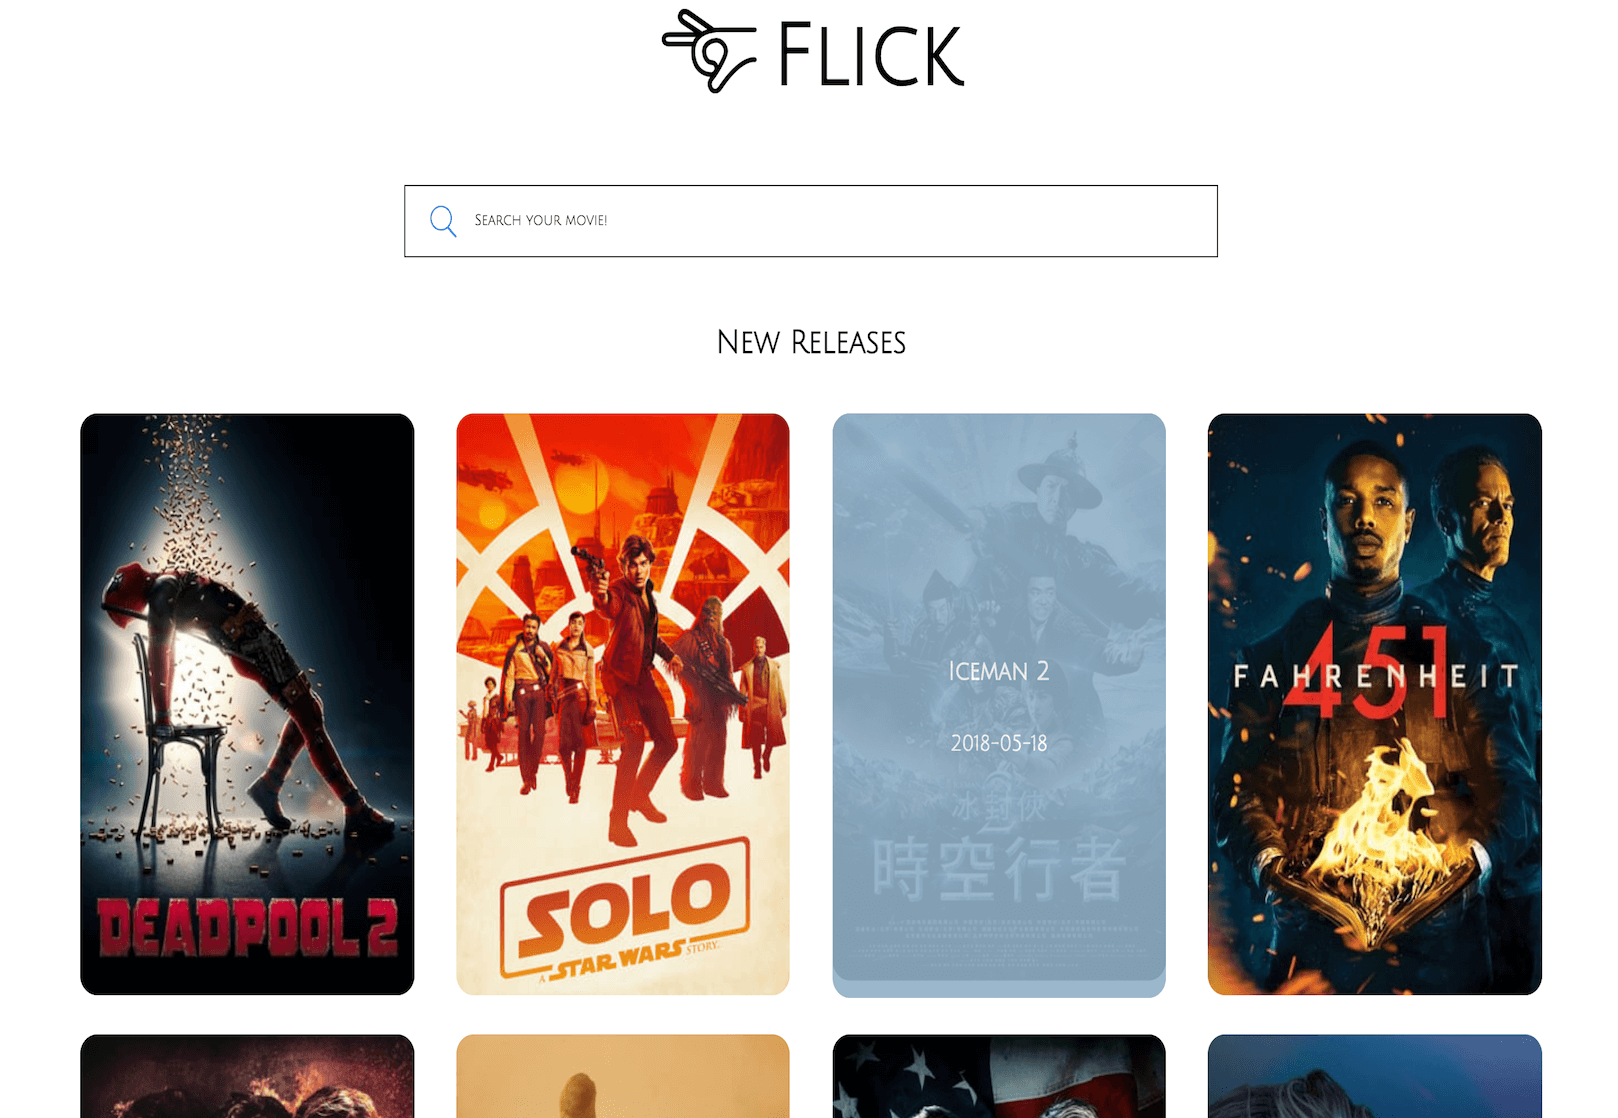 FLICK
SEARCH YOUR MOVIE!
NEW RELEASES
DEADPOOL 2
SOLO
A STAR WARS STORY.
ICEMAN 2
2018-05-18
冰封俠
時空行者
451
FAHRENHEIT